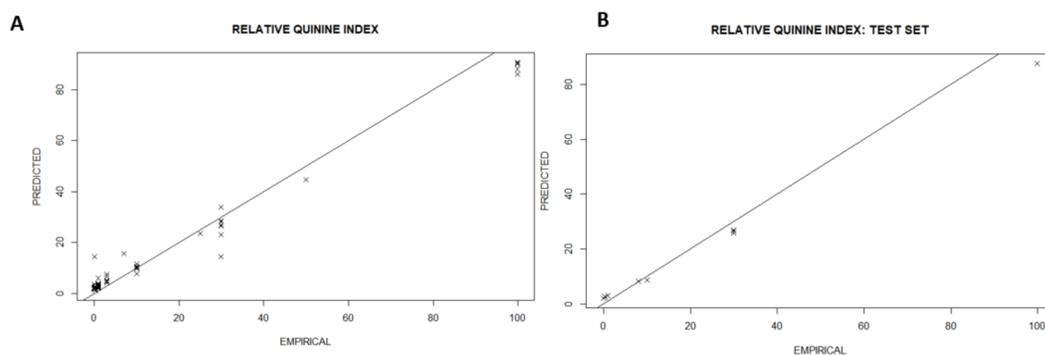 A
RELATIVE QUININE INDEX
PREDICTED
80
60
40
20
0
0 20 40 60 80 100
EMPIRICAL
B
RELATIVE QUININE INDEX: TEST SET
PREDICTED
80
60
40
20
0
0 20 40 60 80 100
EMPIRICAL